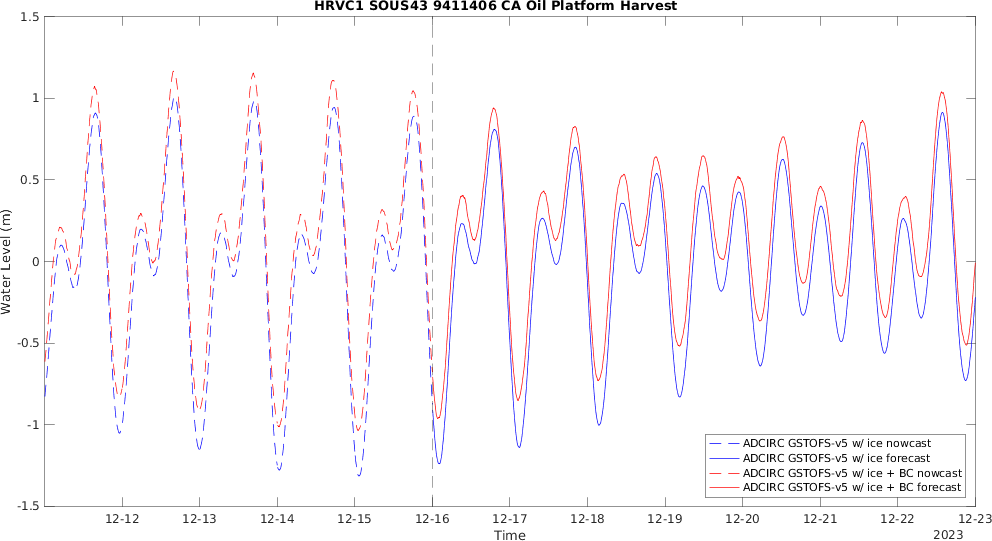 HRVC1 SOUS43 9411406 CA Oil Platform Harvest
1.5
1
0.5
0
-0.5
-1
-1.5
Water Level (m)
12-12
12-13
12-14
12-15
12-16
12-17
12-18
12-19
12-20
12-21
12-22
12-23
Time
2023
ADCIRC GSTOFS-v5 w/ ice nowcast
ADCIRC GSTOFS-v5 w/ ice forecast
ADCIRC GSTOFS-v5 w/ ice + BC nowcast
ADCIRC GSTOFS-v5 w/ ice + BC forecast